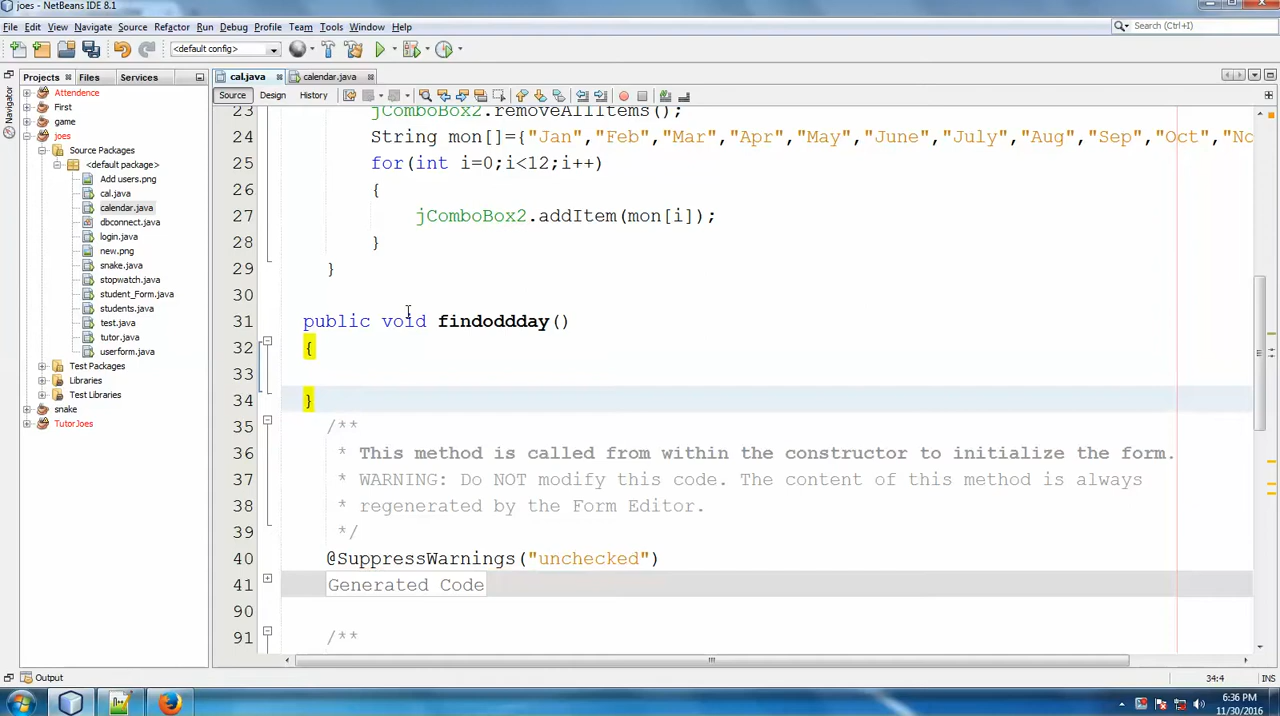 joes - NetBeans IDE 8.1
File Edit View Navigate Source Refactor Run Debug Profile Team Tools Window Help
Search (Ctrl+I)
<default config>
Projects Files Services
cal.java calendar.java
Source Design History
Navigator
Attendence
First
game
joes
Source Packages
<default package>
Add users.png
cal.java
calendar.java
dbconnect.java
login.java
new.png
snake.java
stopwatch.java
student_Form.java
students.java
test.java
tutor.java
userform.java
Test Packages
Libraries
Test Libraries
snake
TutorJoes
23 jComboBox2.removeAllItems();
24 String mon[]={"Jan","Feb","Mar","Apr","May","June","July","Aug","Sep","Oct","No
25 for(int i=0;i<12;i++)
26 {
27 jComboBox2.addItem(mon[i]);
28 }
29 }
30
31 public void findoddday()
32 {
33
34 }
35 /**
36 * This method is called from within the constructor to initialize the form.
37 * WARNING: Do NOT modify this code. The content of this method is always
38 * regenerated by the Form Editor.
39 */
40 @SuppressWarnings("unchecked")
41 Generated Code
90
91 /**
Output
34:4 INS
6:36 PM
11/30/2016